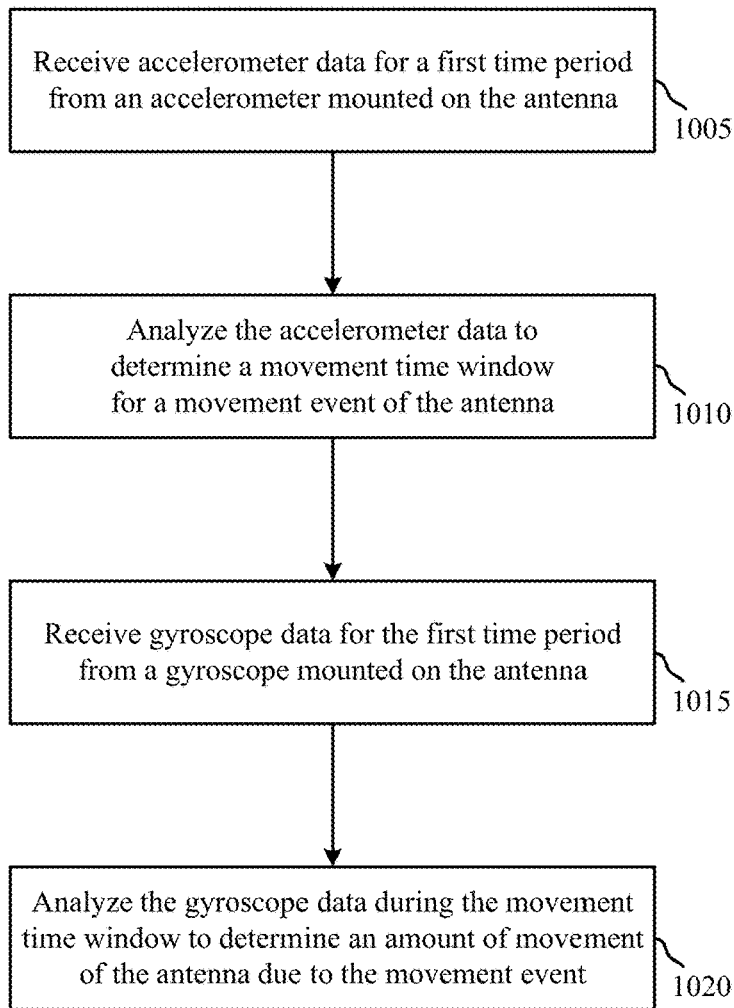 Receive accelerometer data for a first time period
from an accelerometer mounted on the antenna
1005
Analyze the accelerometer data to
determine a movement time window
for a movement event of the antenna
1010
Receive gyroscope data for the first time period
from a gyroscope mounted on the antenna
1015
Analyze the gyroscope data during the movement
time window to determine an amount of movement
of the antenna due to the movement event
1020